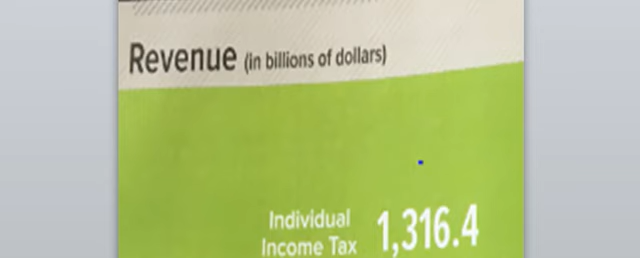 Revenue (in billions of dollars)
Individual
Income Tax
1,316.4